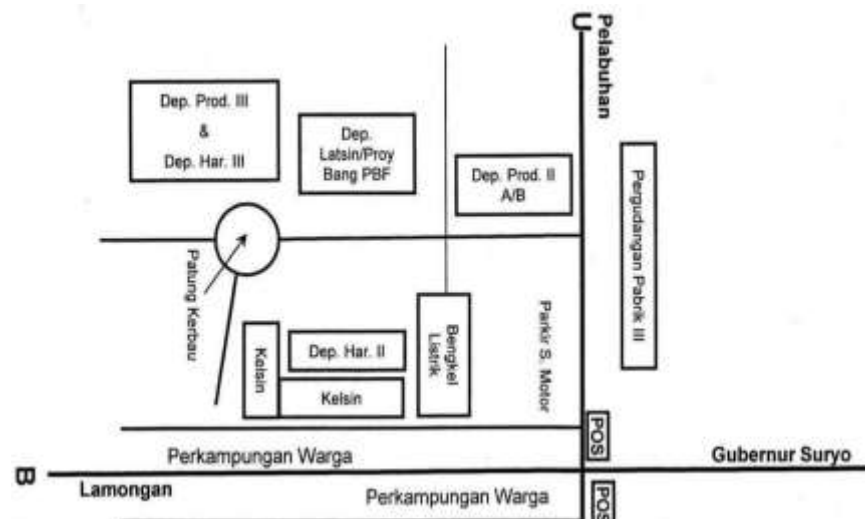 U
Pelabuhan
Dep. Prod. III
&
Dep. Har. III
Dep.
Latsin/Proy
Bang PBF
Dep. Prod. II
A/B
Pergudangan Pabrik III
Patung Kerbau
Parkir S. Motor
Bengkel
Listrik
Kelsin
Dep. Har. II
Kelsin
POS
Perkampungan Warga
Gubernur Suryo
B
Lamongan
Perkampungan Warga
POS